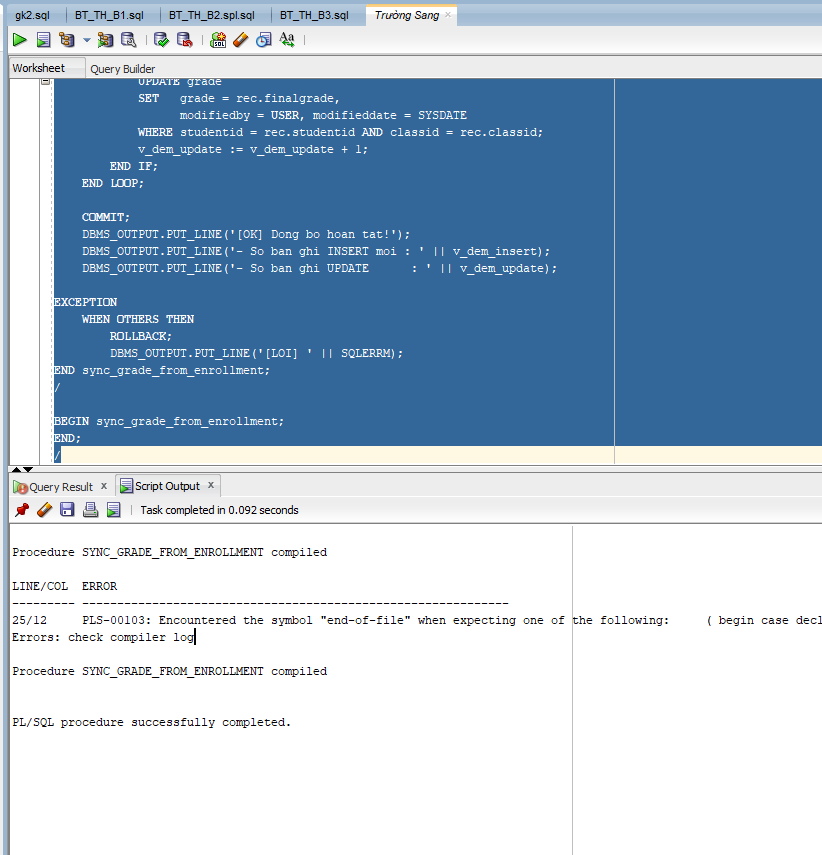 gk2.sql BT_TH_B1.sql BT_TH_B2.spl.sql BT_TH_B3.sql Trường Sang
Worksheet Query Builder
UPDATE grade
SET grade = rec.finalgrade,
modifiedby = USER, modifieddate = SYSDATE
WHERE studentid = rec.studentid AND classid = rec.classid;
v_dem_update := v_dem_update + 1;
END IF;
END LOOP;
COMMIT;
DBMS_OUTPUT.PUT_LINE('[OK] Dong bo hoan tat!');
DBMS_OUTPUT.PUT_LINE('- So ban ghi INSERT moi : ' || v_dem_insert);
DBMS_OUTPUT.PUT_LINE('- So ban ghi UPDATE      : ' || v_dem_update);
EXCEPTION
WHEN OTHERS THEN
ROLLBACK;
DBMS_OUTPUT.PUT_LINE('[LOI] ' || SQLERRM);
END sync_grade_from_enrollment;
/
BEGIN sync_grade_from_enrollment;
END;
/
Query Result Script Output
Task completed in 0.092 seconds
Procedure SYNC_GRADE_FROM_ENROLLMENT compiled
LINE/COL ERROR
--------- -------------------------------------------------------------
25/12 PLS-00103: Encountered the symbol "end-of-file" when expecting one of the following: ( begin case decl
Errors: check compiler log
Procedure SYNC_GRADE_FROM_ENROLLMENT compiled
PL/SQL procedure successfully completed.